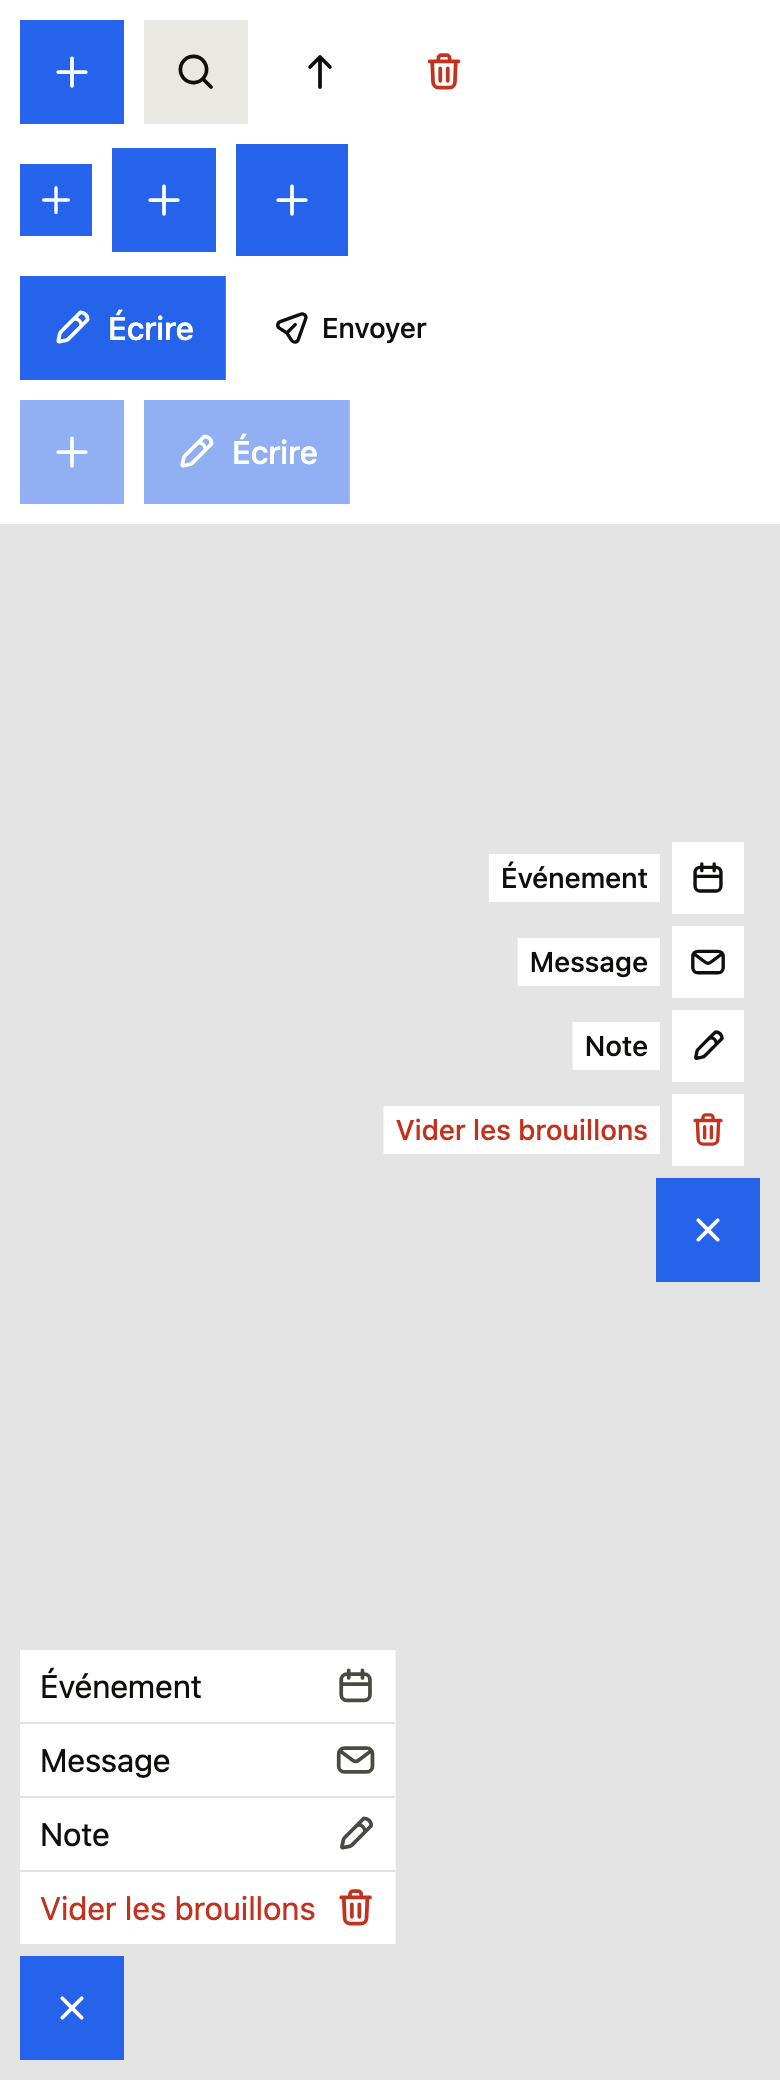 Écrire
Envoyer
Écrire
Événement
Message
Note
Vider les brouillons
Événement
Message
Note
Vider les brouillons